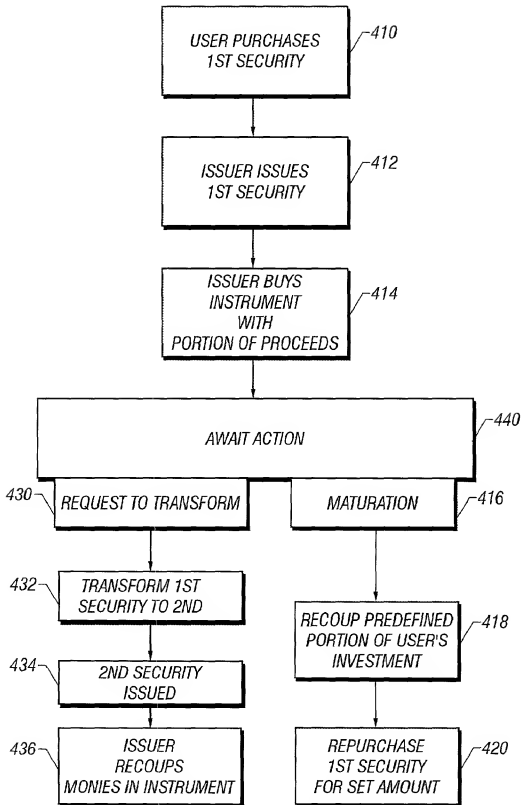 USER PURCHASES
1ST SECURITY
410
ISSUER ISSUES
1ST SECURITY
412
ISSUER BUYS
INSTRUMENT
WITH
PORTION OF PROCEEDS
414
AWAIT ACTION
440
430
REQUEST TO TRANSFORM
MATURATION
416
432
TRANSFORM 1ST
SECURITY TO 2ND
434
2ND SECURITY
ISSUED
436
ISSUER
RECOUPS
MONIES IN INSTRUMENT
RECOUP PREDEFINED
PORTION OF USER'S
INVESTMENT
418
REPURCHASE
1ST SECURITY
FOR SET AMOUNT
420